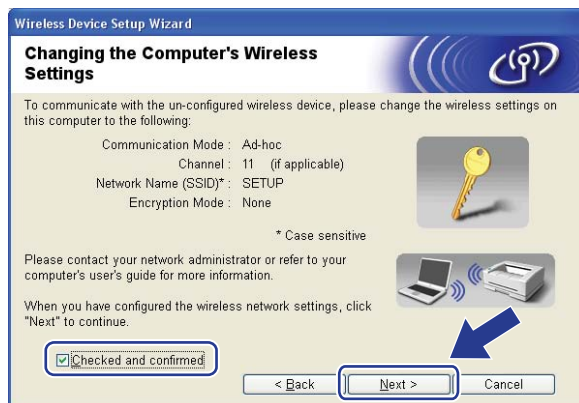 Wireless Device Setup Wizard
Changing the Computer's Wireless
Settings
To communicate with the un-configured wireless device, please change the wireless settings on
this computer to the following:
Communication Mode : Ad-hoc
Channel : 11 (if applicable)
Network Name (SSID)* : SETUP
Encryption Mode : None
* Case sensitive
Please contact your network administrator or refer to your
computer's user's guide for more information.
When you have configured the wireless network settings, click
"Next" to continue.
Checked and confirmed
< Back Next > Cancel